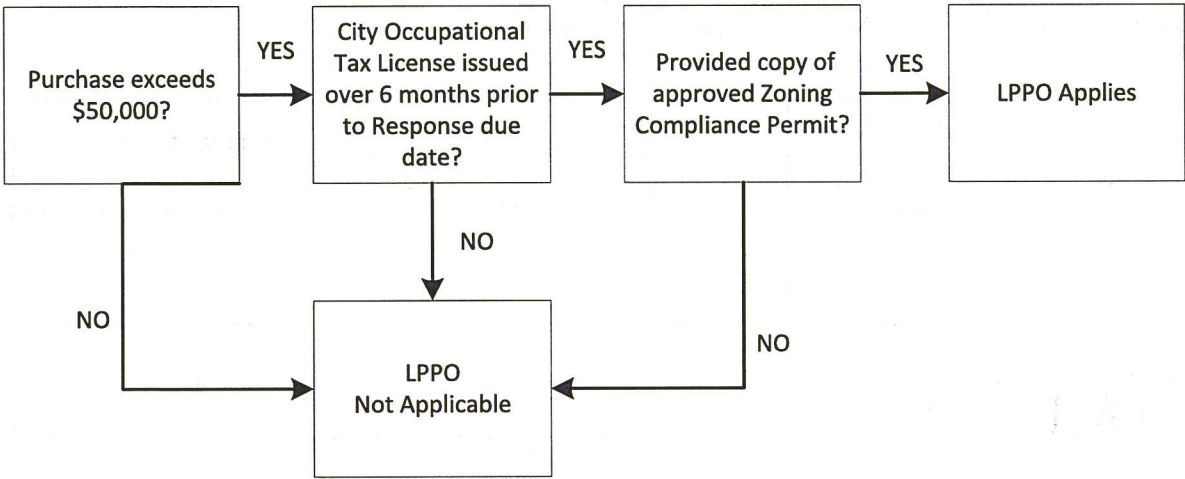 Purchase exceeds
$50,000?
YES
City Occupational
Tax License issued
over 6 months prior
to Response due
date?
YES
Provided copy of
approved Zoning
Compliance Permit?
YES
LPPO Applies
NO
NO
NO
LPPO
Not Applicable